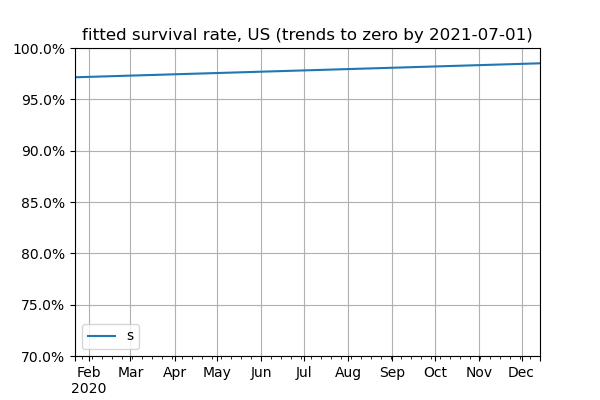 fitted survival rate, US (trends to zero by 2021-07-01)
100.0%
95.0%
90.0%
85.0%
80.0%
75.0%
70.0%
s
Feb Mar Apr May Jun Jul Aug Sep Oct Nov Dec
2020